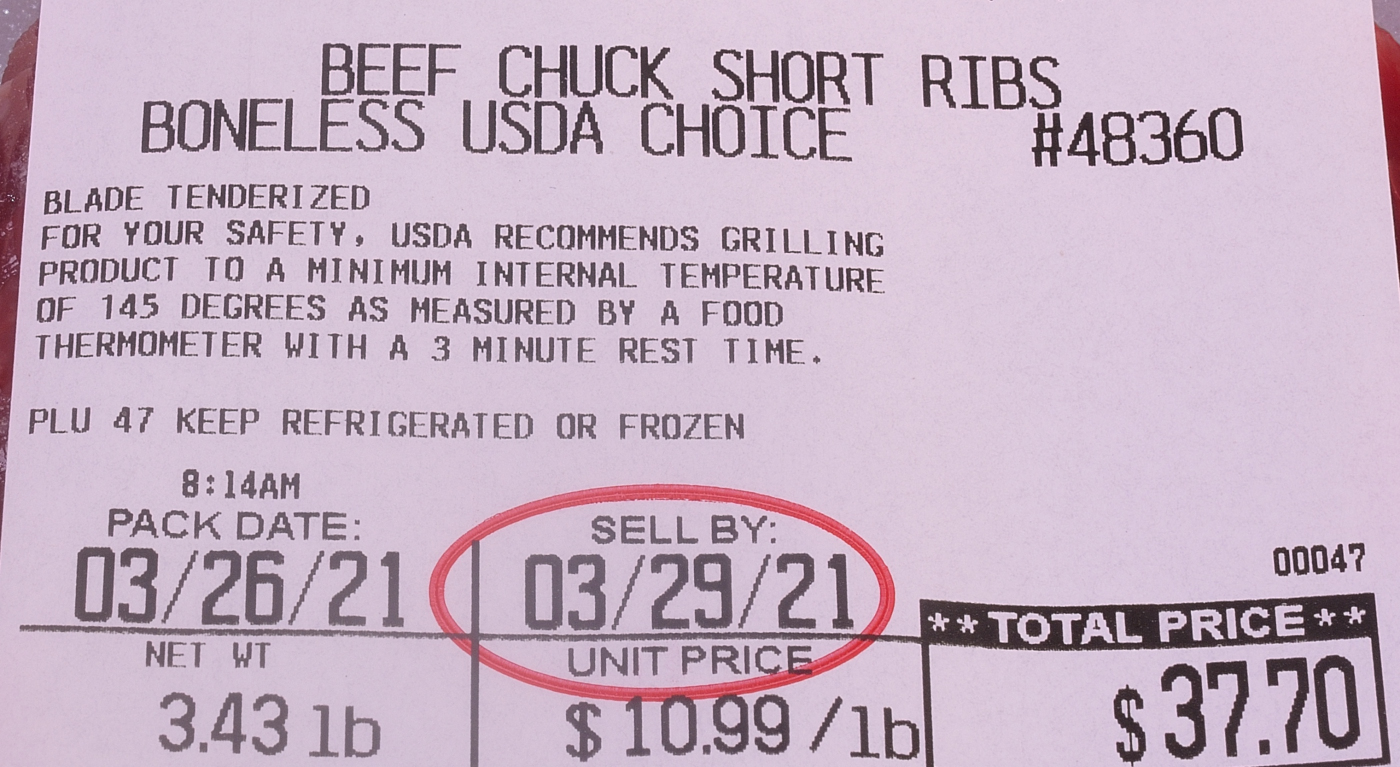 BEEF CHUCK SHORT RIBS
BONELESS USDA CHOICE #48360
BLADE TENDERIZED
FOR YOUR SAFETY, USDA RECOMMENDS GRILLING
PRODUCT TO A MINIMUM INTERNAL TEMPERATURE
OF 145 DEGREES AS MEASURED BY A FOOD
THERMOMETER WITH A 3 MINUTE REST TIME.
PLU 47 KEEP REFRIGERATED OR FROZEN
8:14AM
PACK DATE: SELL BY:
03/26/21 03/29/21
00047
**TOTAL PRICE**
NET WT UNIT PRICE
3.43 lb $10.99/lb $37.70